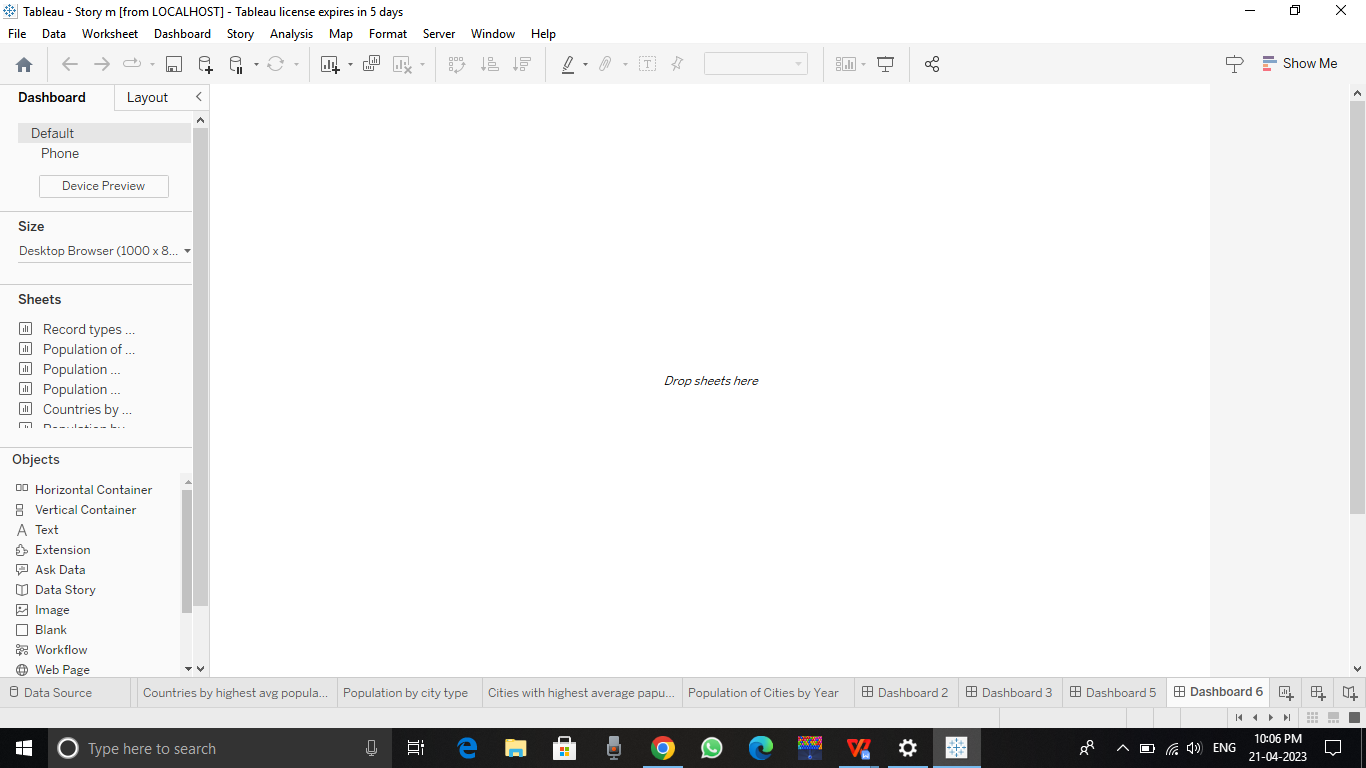 Tableau - Story m [from LOCALHOST] - Tableau license expires in 5 days
File Data Worksheet Dashboard Story Analysis Map Format Server Window Help
Show Me
Dashboard Layout
Default
Phone
Device Preview
Size
Desktop Browser (1000 x 8...
Sheets
Record types ...
Population of ...
Population ...
Population ...
Countries by ...
Population by
Drop sheets here
Objects
Horizontal Container
Vertical Container
Text
Extension
Ask Data
Data Story
Image
Blank
Workflow
Web Page
Data Source Countries by highest avg popula... Population by city type Cities with highest average papu... Population of Cities by Year Dashboard 2 Dashboard 3 Dashboard 5 Dashboard 6
Type here to search
ENG
10:06 PM
21-04-2023